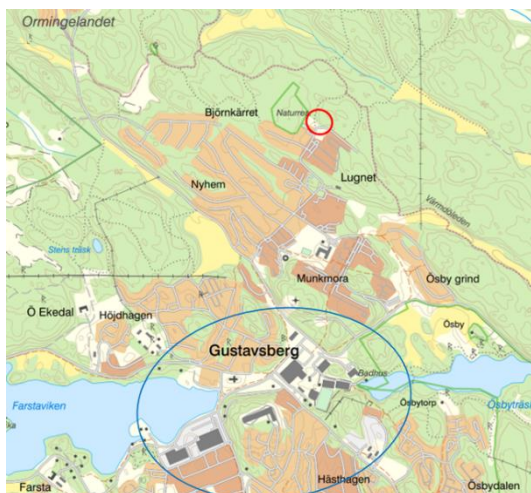 Ormingelandet
Björnkärret
Naturres
Nyhem
Lugnet
Värmdöleden
Stens träsk
Munkmora
Ösby grind
Ö Ekedal
Höjdhagen
Ösby
Gustavsberg
Badhus
Farstaviken
Ösbyträsk
Ösbytorp
Farsta
Hästhagen
Ösbydalen